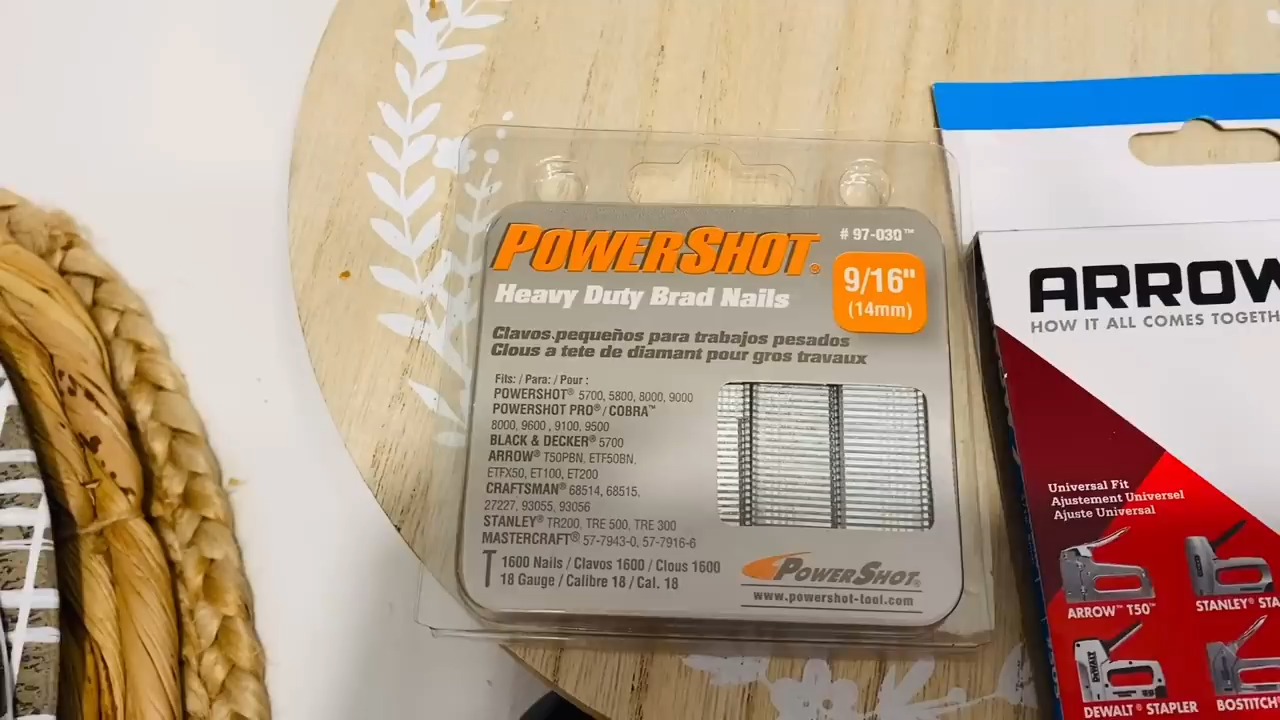 POWERSHOT®
# 97-030™
Heavy Duty Brad Nails
9/16"
(14mm)
Clavos.pequeños para trabajos pesados
Clous a tete de diamant pour gros travaux
Fits: / Para: / Pour :
POWERSHOT® 5700, 5800, 8000, 9000
POWERSHOT PRO® / COBRA™
8000, 9600 , 9100, 9500
BLACK & DECKER® 5700
ARROW® T50PBN, ETF50BN,
ETFX50, ET100, ET200
CRAFTSMAN® 68514, 68515,
27227, 93055, 93056
STANLEY® TR200, TRE 500, TRE 300
MASTERCRAFT® 57-7943-0, 57-7916-6
1600 Nails / Clavos 1600 / Clous 1600
18 Gauge / Calibre 18 / Cal. 18
POWERSHOT®
www.powershot-tool.com
ARROW
HOW IT ALL COMES
Universal Fit
Ajustement Universel
Ajuste Universal
ARROW™ T50™
STANLEY®
DEWALT
DEWALT® STAPLER
BOSTITCH